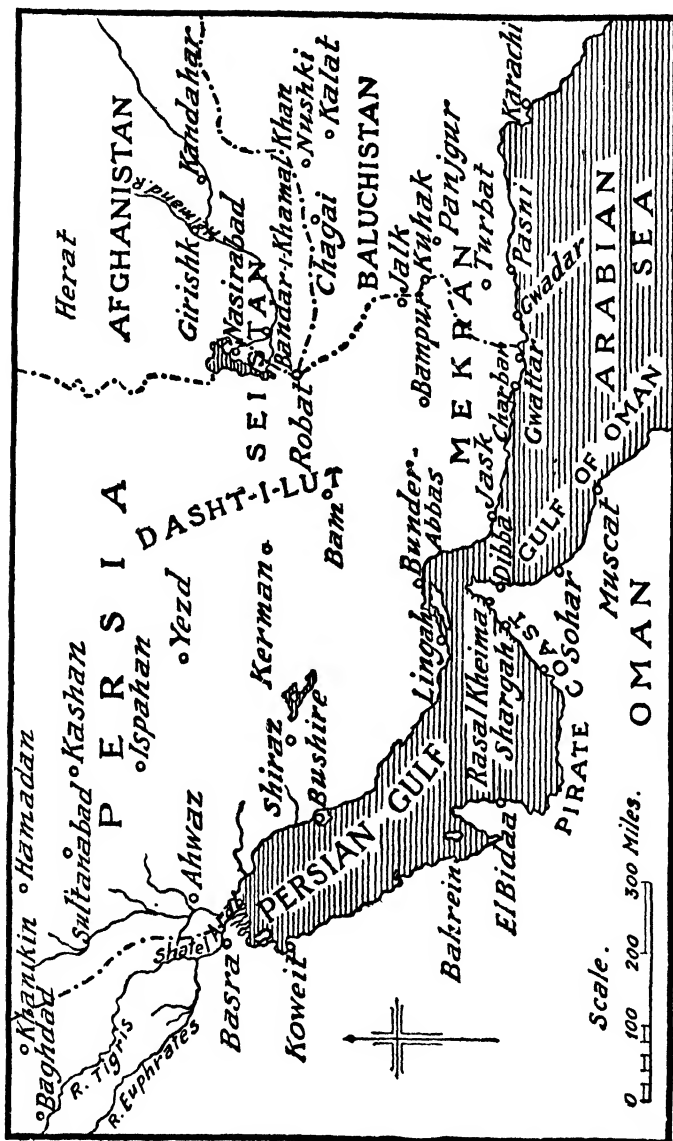 Khanikin
Hamadan
Baghdad
Sultanabad
Kashan
Herat
PERSIA
Ispahan
AFGHANISTAN
R. Tigris
R. Euphrates
Ahwaz
Yezd
DASHT-I-LUT
Girishk
Kandahar
Shat el Arab
Nasirabad
SEISTAN
Basra
Shiraz
Kerman
Bandar-i-Khamal-Khan
Nushki
Koweit
Bushire
Robat
Chagai
Kalat
Bam
BALUCHISTAN
PERSIAN GULF
Jalk
Lingah
Bunder-
Abbas
Bampur
Kuhak
MEKRAN
Panjgur
Bahrein
Rasal Kheima
Jask
Turbat
El Bidaa
Shargah
Dibba
Charbar
Pasni
Karachi
Gwattar
Gwadar
PIRATE COAST
Sohar
GULF OF OMAN
ARABIAN
SEA
Muscat
OMAN
Scale.
0 100 200 300 Miles.